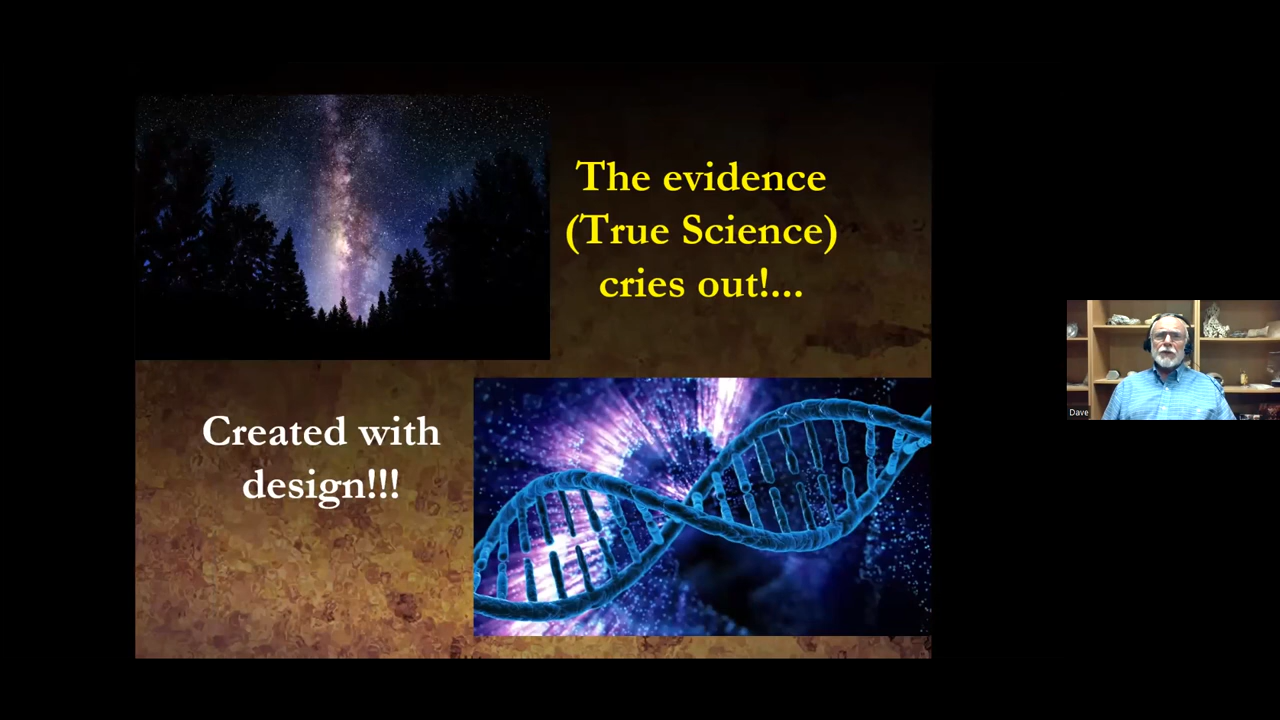 The evidence
(True Science)
cries out!...
Created with
design!!!
Dave